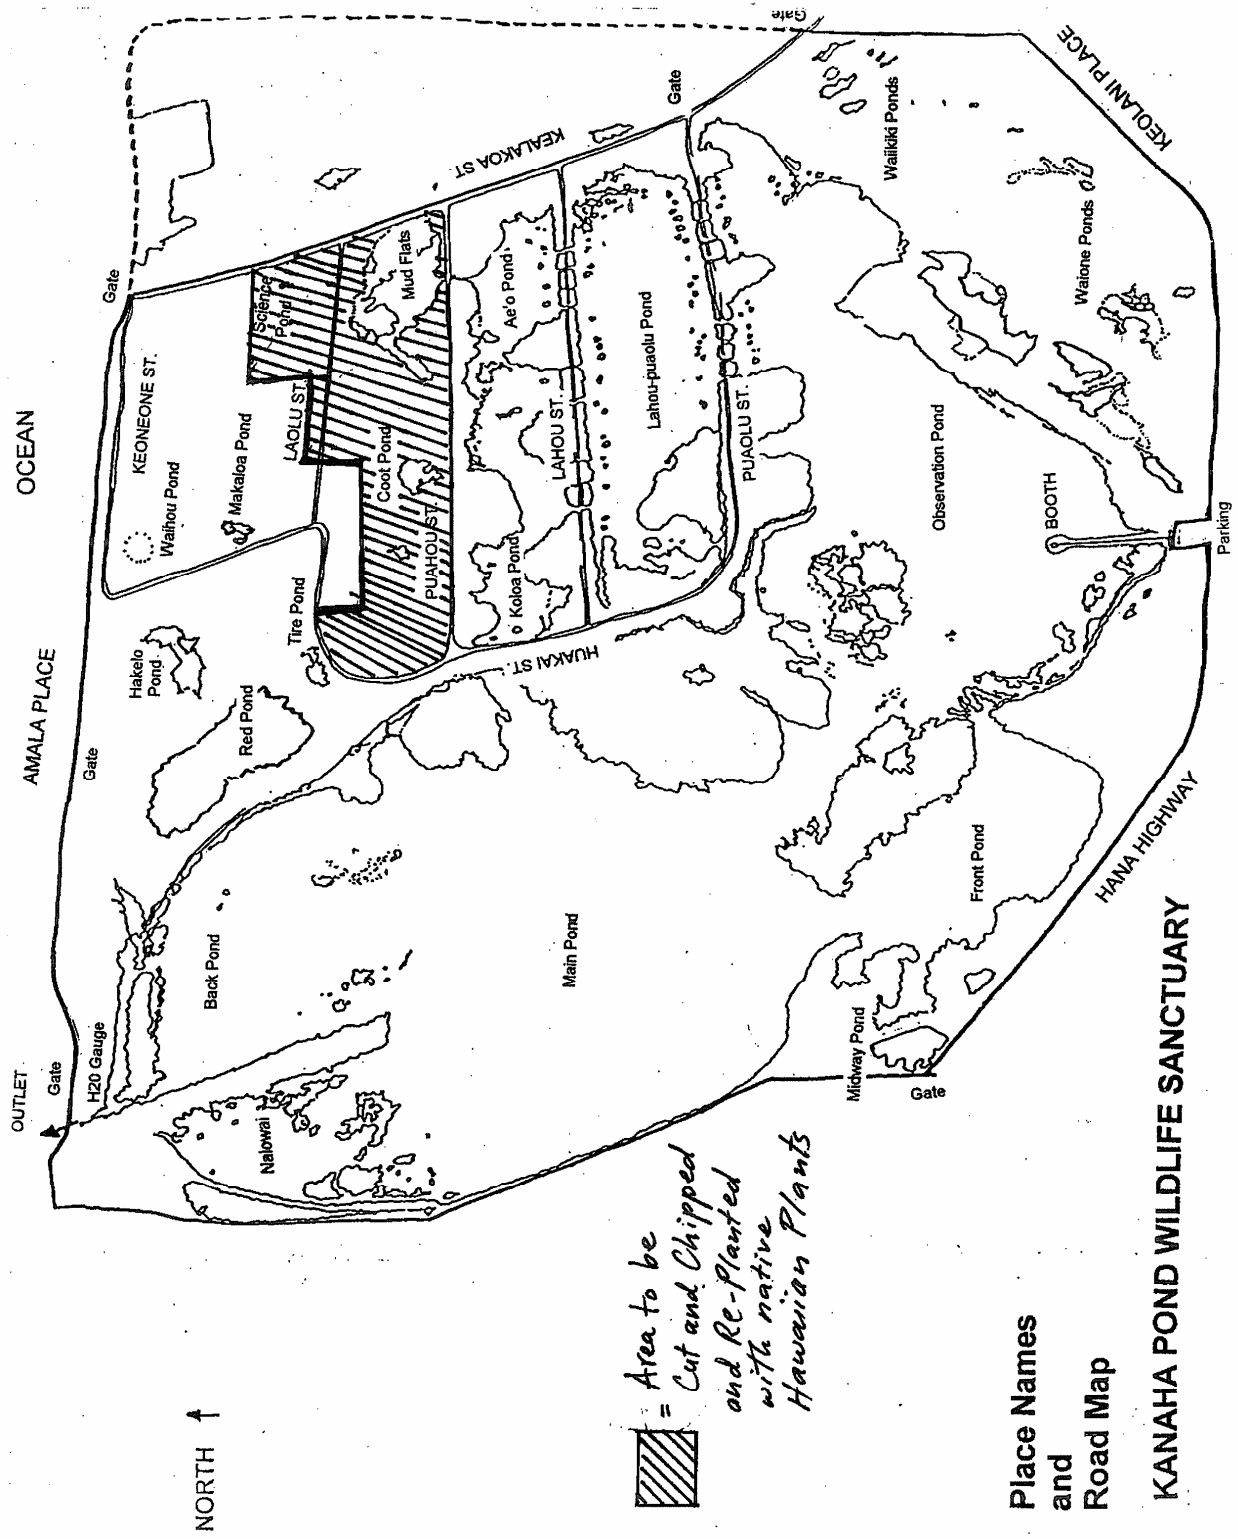 OCEAN
AMALA PLACE
OUTLET
Gate
H20 Gauge
Gate
Gate
Gate
Gate
KEONEONE ST.
Waihou Pond
Makaloa Pond
Science
Pond
LAOLU ST.
Mud Flats
Coot Pond
PUAHOU ST.
KEALAKOA ST
Ae'o Pond
LAHOU ST.
Koloa Pond
Lahou-puaolu Pond
PUAOLU ST.
HUAKAI ST.
Tire Pond
Hakelo
Pond
Red Pond
Back Pond
Nalowai
Main Pond
Midway Pond
Gate
Front Pond
Observation Pond
BOOTH
Parking
Waikiki Ponds
Waione Ponds
KEOLANI PLACE
HANA HIGHWAY
NORTH
= Area to be
Cut and Chipped
and Re-Planted
with native
Hawaiian Plants
Place Names
and
Road Map
KANAHA POND WILDLIFE SANCTUARY